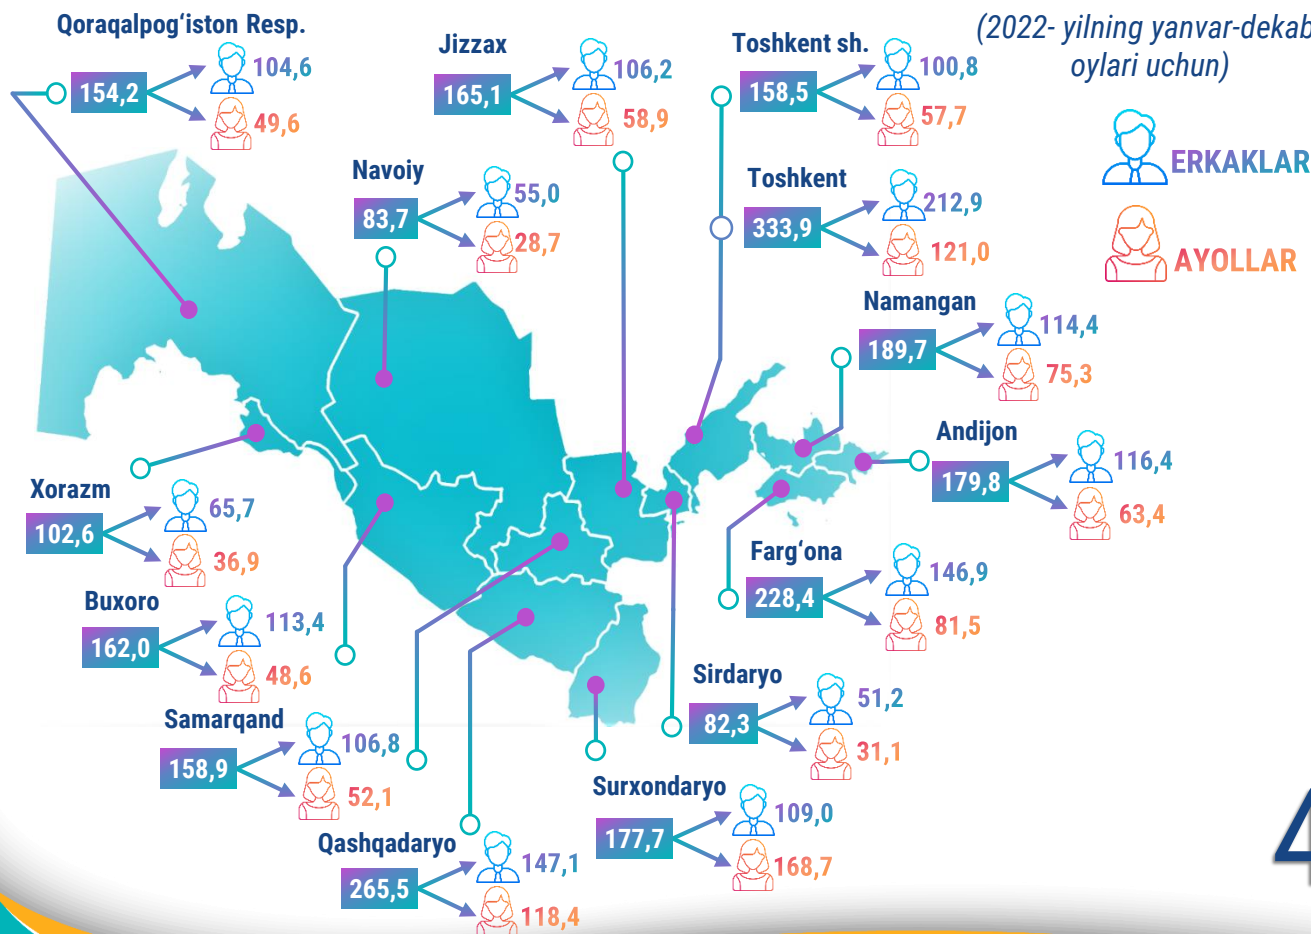 (2022- yilning yanvar-dekab
oylari uchun)
Qoraqalpog‘iston Resp.
154,2
104,6
49,6
Jizzax
165,1
106,2
58,9
Toshkent sh.
158,5
100,8
57,7
ERKAKLAR
AYOLLAR
Navoiy
83,7
55,0
28,7
Toshkent
333,9
212,9
121,0
Namangan
189,7
114,4
75,3
Andijon
179,8
116,4
63,4
Xorazm
102,6
65,7
36,9
Farg‘ona
228,4
146,9
81,5
Buxoro
162,0
113,4
48,6
Sirdaryo
82,3
51,2
31,1
Samarqand
158,9
106,8
52,1
Surxondaryo
177,7
109,0
168,7
Qashqadaryo
265,5
147,1
118,4
4